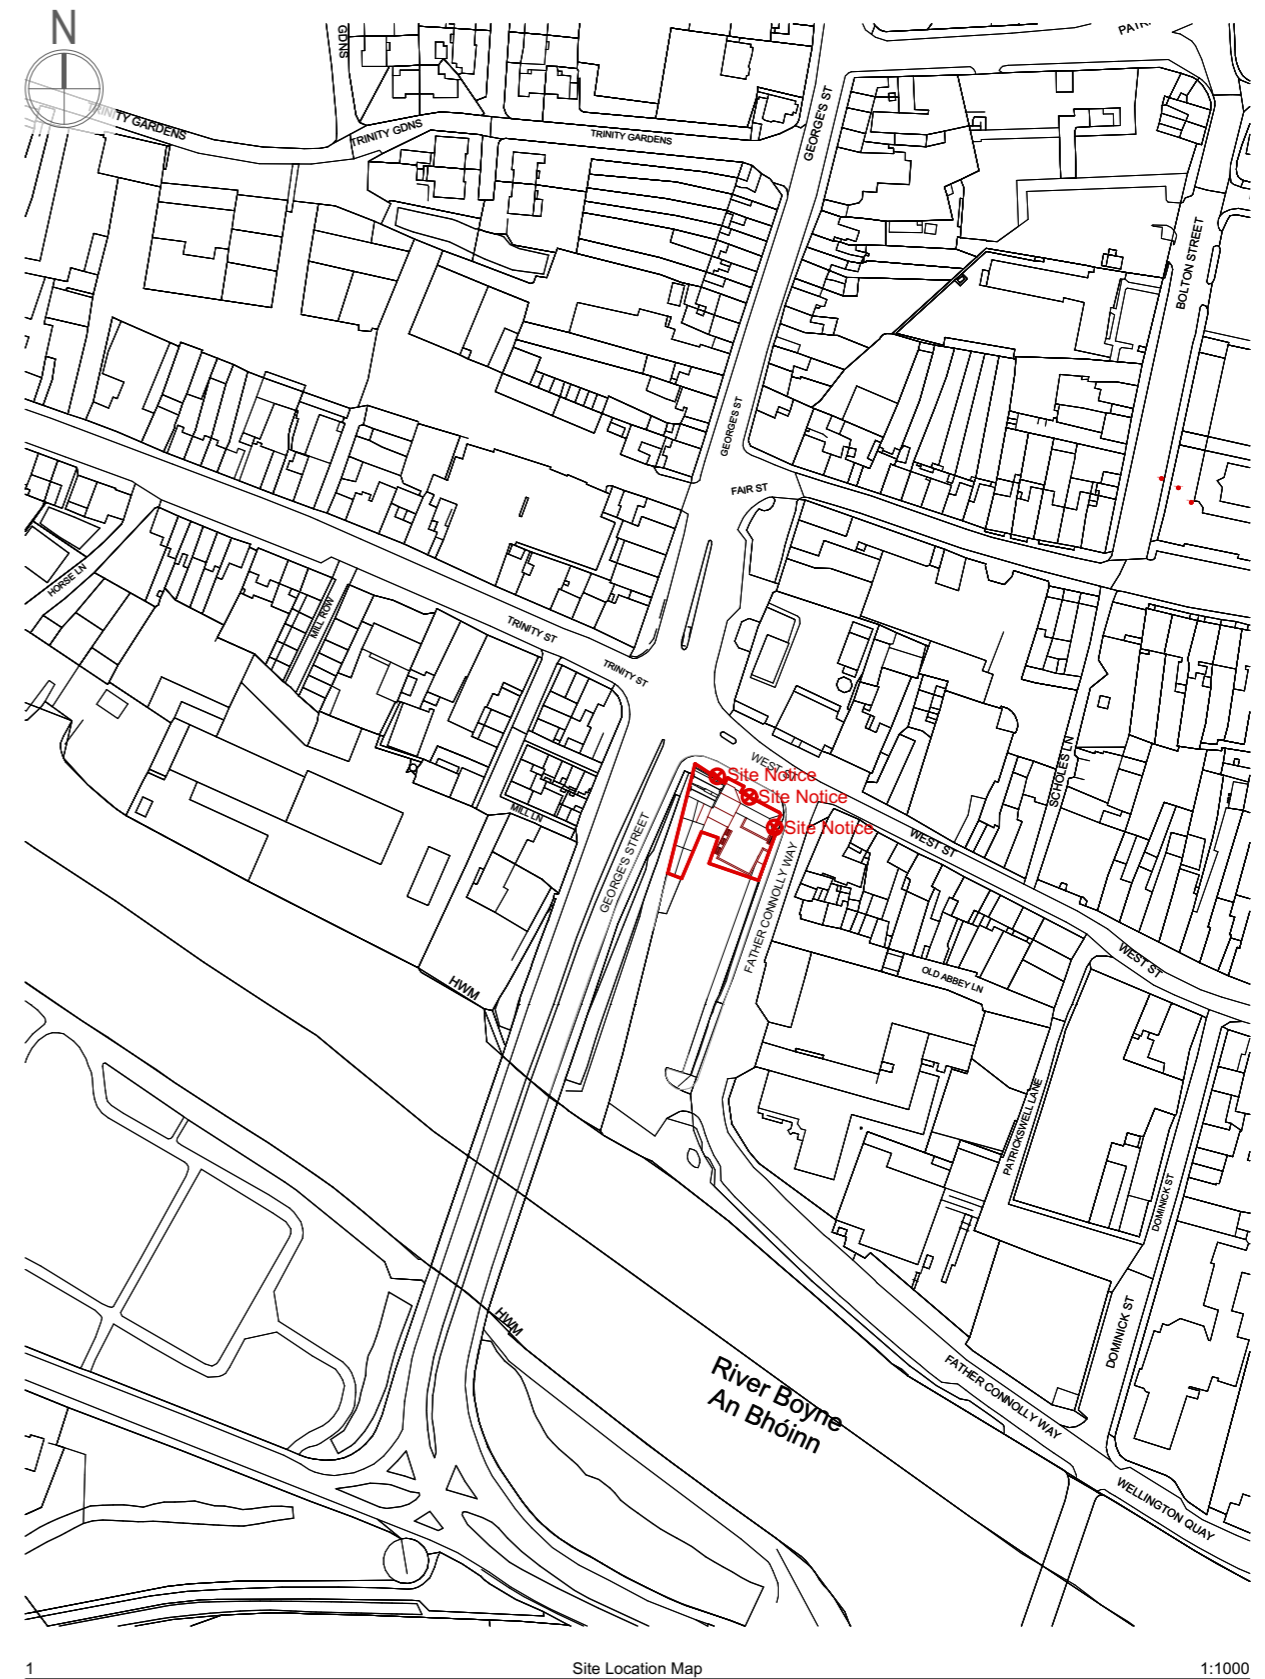 N
GDNS
TRINITY GARDENS
TRINITY GDNS
TRINITY GARDENS
GEORGE'S ST
BOLTON STREET
GEORGE'S ST
FAIR ST
HORSE LN
MILL ROW
TRINITY ST
TRINITY ST
SCHOLES LN
WEST ST
Site Notice
Site Notice
Site Notice
MILL LN
GEORGE'S STREET
WEST ST
FATHER CONNOLLY WAY
WEST ST
OLD ABBEY LN
HWM
PATRICKSWELL LANE
DOMINICK ST
HWM
DOMINICK ST
River Boyne
An Bhóinn
FATHER CONNOLLY WAY
WELLINGTON QUAY
1
Site Location Map
1:1000